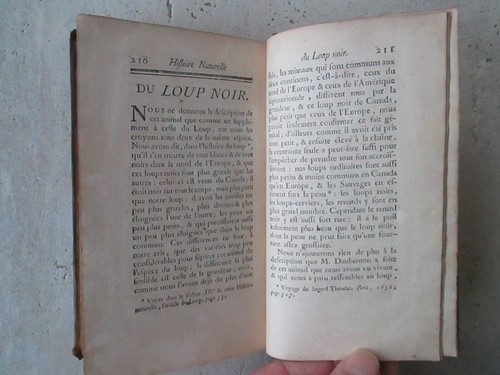 210 Histoire Naturelle
DU LOUP NOIR.
NOUS ne donnons la description de
cet animal que comme un supplé-
ment à celle du Loup, car nous les
croyons tous deux de la même espèce.
Nous avons dit, dans l'histoire du loup *,
qu'il s'en trouve de tout blancs & de tout
noirs dans le nord de l'Europe, & que
ces loups noirs sont plus grands que les
autres: celui-ci est venu du Canada; il
étoit noir sur tout le corps, mais plus petit
que notre loup; il avoit les oreilles un
peu plus grandes, plus droites & plus
éloignées l'une de l'autre; les yeux un
peu plus petits, & qui paroissoient aussi
un peu plus éloignés que dans le loup
commun. Ces différences ne sont, à
notre avis, que des variétés trop peu
considérables pour séparer cet animal de
l'espèce du loup; la différence la plus
sensible est celle de la grandeur; mais,
comme nous l'avons déjà dit plus d'une
* Voyez dans le de cette Histoire
naturelle, l'article du Loup, page
du Loup noir. 211
fois, les animaux qui sont communs aux
deux continens, c'est-à-dire, ceux du
nord de l'Europe & ceux de l'Amérique
septentrionale, diffèrent tous par la
grandeur, & ce loup noir de Canada,
plus petit que ceux de l'Europe, nous
paroît seulement confirmer ce fait géné-
ral; d'ailleurs comme il avoit été pris
tout petit, & ensuite élevé à la chaîne,
la contrainte seule a peut-être suffi pour
l'empêcher de prendre tout son accrois-
sement: nos loups ordinaires sont aussi
plus petits & moins communs en Canada
qu'en Europe, & les Sauvages en esti-
ment fort la peau *: les loups noirs,
les loups-cerviers, les renards y sont en
plus grand nombre. Cependant le renard
noir y est aussi fort rare; il a le poil
infiniment plus beau que le loup noir,
dont la peau ne peut faire qu'une four-
rure assez grossière.
Nous n'ajouterons rien de plus à la
description que M. Daubenton a faite
de cet animal que nous avons vu vivant,
& qui nous a paru ressembler au loup,
* Voyage du Sagard Théodat. Paris, 1632,
page